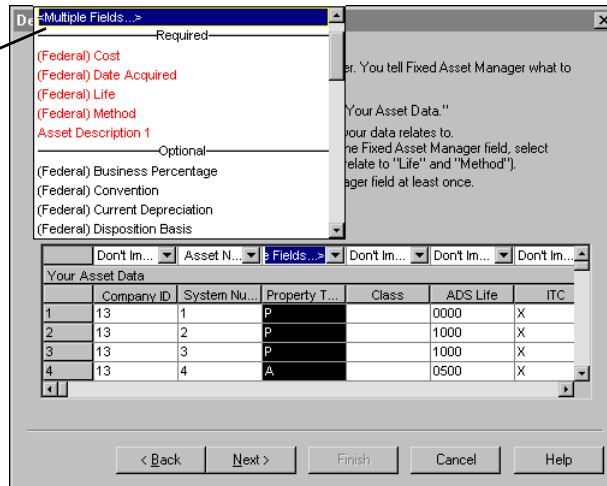 De
<Multiple Fields...>
Required
(Federal) Cost
(Federal) Date Acquired
(Federal) Life
(Federal) Method
Asset Description 1
Optional
(Federal) Business Percentage
(Federal) Convention
(Federal) Current Depreciation
(Federal) Disposition Basis
er. You tell Fixed Asset Manager what to
"Your Asset Data."
your data relates to.
he Fixed Asset Manager field, select
relate to "Life" and "Method").
ager field at least once.
Don't Im... Asset N... e Fields...> Don't Im... Don't Im... Don't Im...
Your Asset Data
Company ID System Nu... Property T... Class ADS Life ITC
1 13 1 P 0000 X
2 13 2 P 1000 X
3 13 3 P 1000 X
4 13 4 A 0500 X
< Back Next > Finish Cancel Help